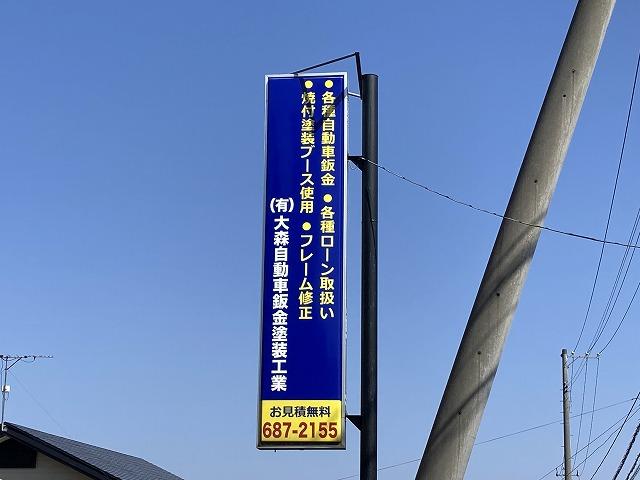 ●各種自動車鈑金 ●各種ローン取扱い
●焼付塗装ブース使用 ●フレーム修正
(有)大森自動車鈑金塗装工業
お見積無料
687-2155